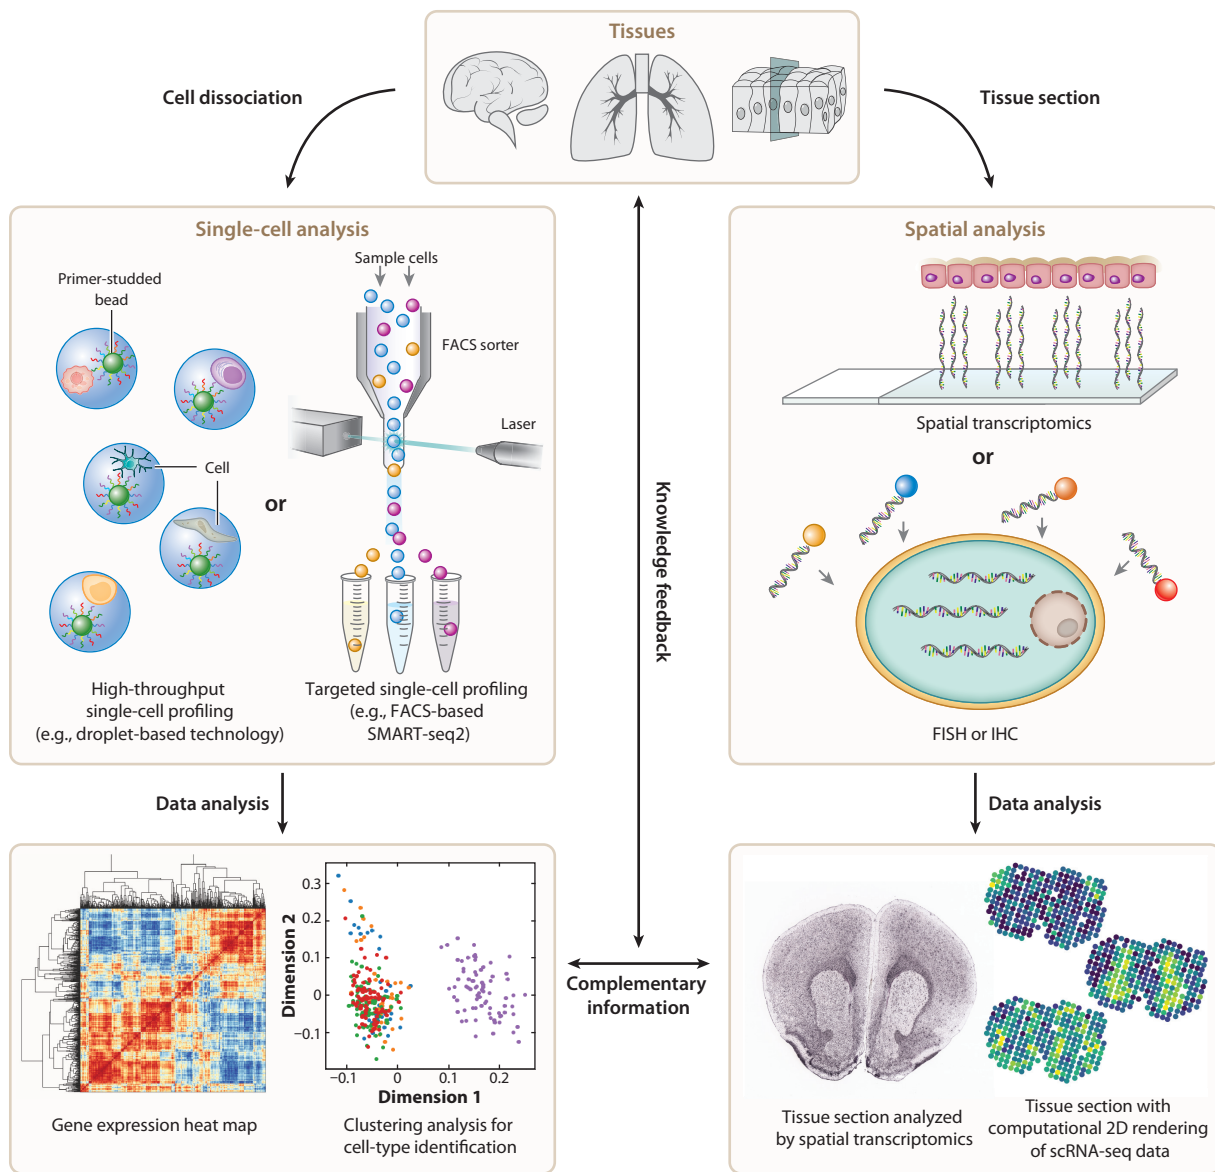 Tissues
Cell dissociation
Tissue section
Single-cell analysis
Primer-studded
bead
Sample cells
FACS sorter
Laser
Cell
or
High-throughput
single-cell profiling
(e.g., droplet-based technology)
Targeted single-cell profiling
(e.g., FACS-based
SMART-seq2)
Knowledge feedback
Spatial analysis
Spatial transcriptomics
or
FISH or IHC
Data analysis
Data analysis
Gene expression heat map
Dimension 2
0.3
0.2
0.1
0
−0.1
−0.1
0
0.1
0.2
Dimension 1
Clustering analysis for
cell-type identification
Complementary
information
Tissue section analyzed
by spatial transcriptomics
Tissue section with
computational 2D rendering
of scRNA-seq data